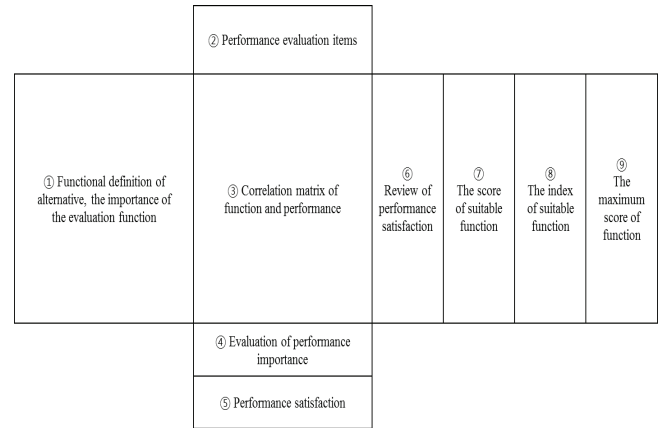 ② Performance evaluation items
① Functional definition of
alternative, the importance of
the evaluation function
③ Correlation matrix of
function and performance
⑥
Review of
performance
satisfaction
⑦
The score
of suitable
function
⑧
The index
of suitable
function
⑨
The
maximum
score of
function
④ Evaluation of performance
importance
⑤ Performance satisfaction